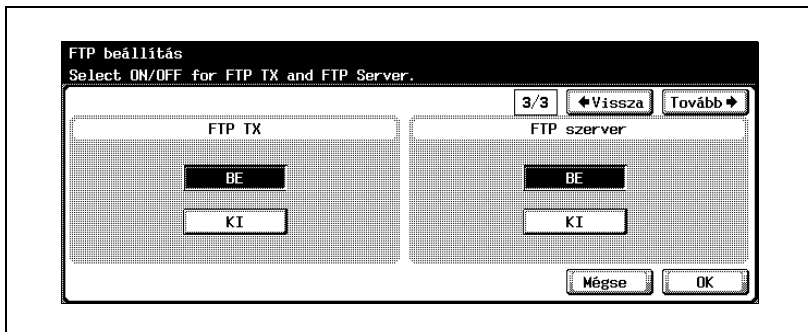 FTP beállítás
Select ON/OFF for FTP TX and FTP Server.
3/3 ←Vissza Tovább→
FTP TX FTP szerver
BE BE
KI KI
Mégse OK